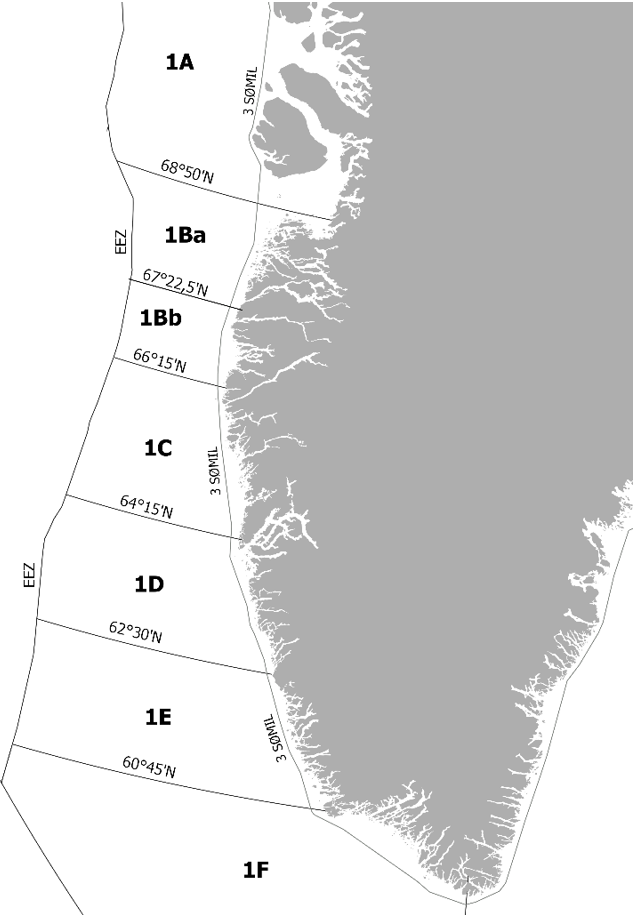 1A
3 SØMIL
68°50'N
1Ba
EEZ
67°22,5'N
1Bb
66°15'N
1C
3 SØMIL
64°15'N
EEZ
1D
62°30'N
1E
3 SØMIL
60°45'N
1F